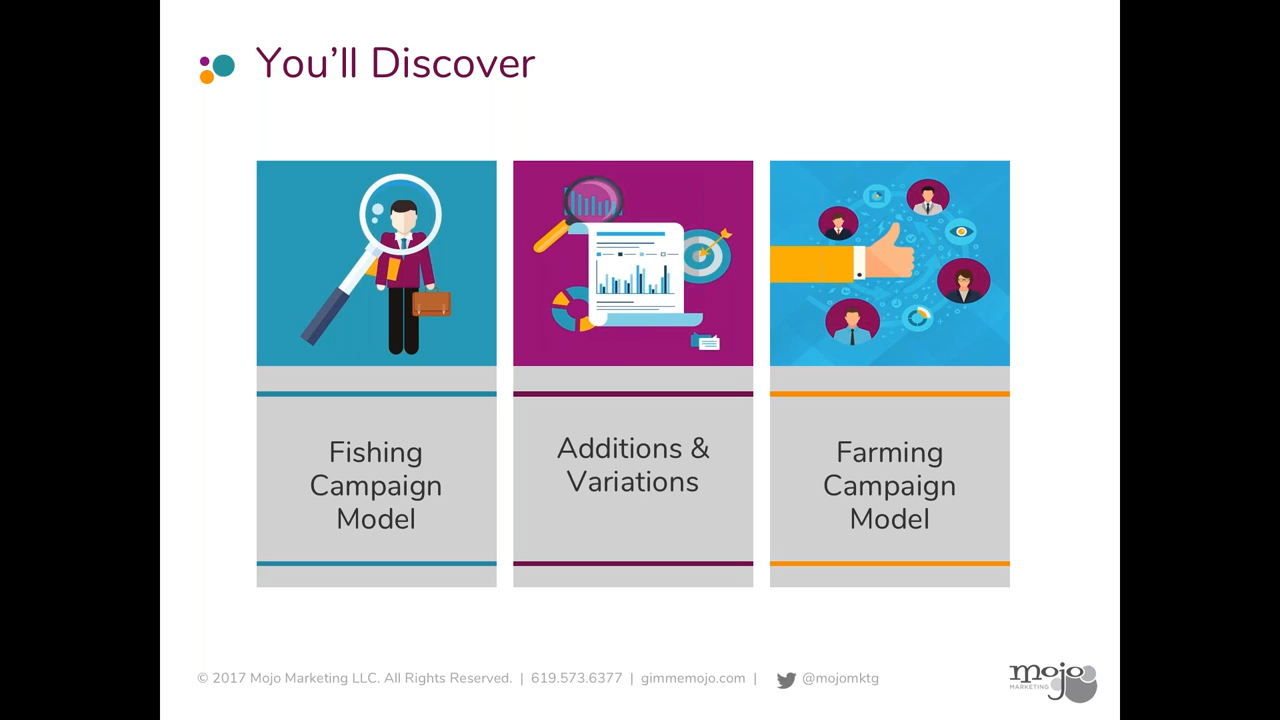 You'll Discover
Fishing
Campaign
Model
Additions &
Variations
Farming
Campaign
Model
© 2017 Mojo Marketing LLC. All Rights Reserved. | 619.573.6377 | gimmemojo.com | @mojomktg
mojo
MARKETING